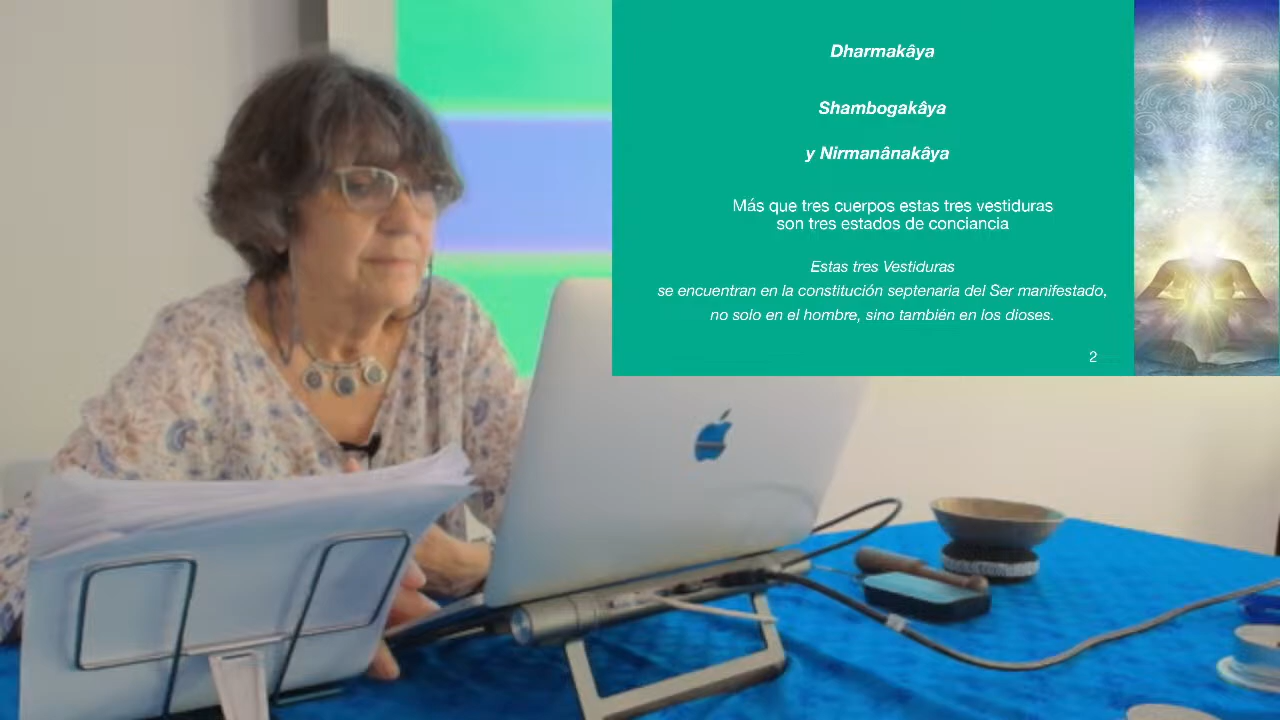 Dharmakâya
Shambogakâya
y Nirmanânakâya
Más que tres cuerpos estas tres vestiduras
son tres estados de conciancia
Estas tres Vestiduras
se encuentran en la constitución septenaria del Ser manifestado,
no solo en el hombre, sino también en los dioses.
2